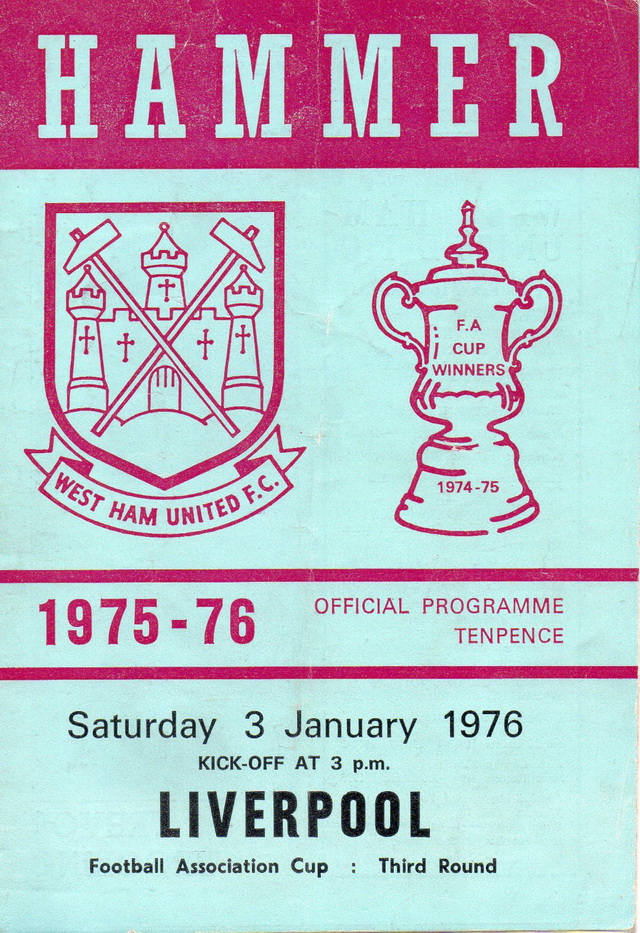 HAMMER
F.A
CUP
WINNERS
1974-75
WEST HAM UNITED F.C.
1975-76
OFFICIAL PROGRAMME
TENPENCE
Saturday 3 January 1976
KICK-OFF AT 3 p.m.
LIVERPOOL
Football Association Cup : Third Round